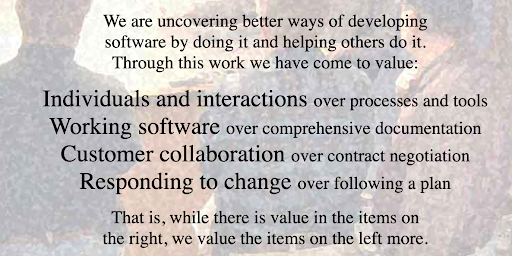 We are uncovering better ways of developing
software by doing it and helping others do it.
Through this work we have come to value:
Individuals and interactions over processes and tools
Working software over comprehensive documentation
Customer collaboration over contract negotiation
Responding to change over following a plan
That is, while there is value in the items on
the right, we value the items on the left more.